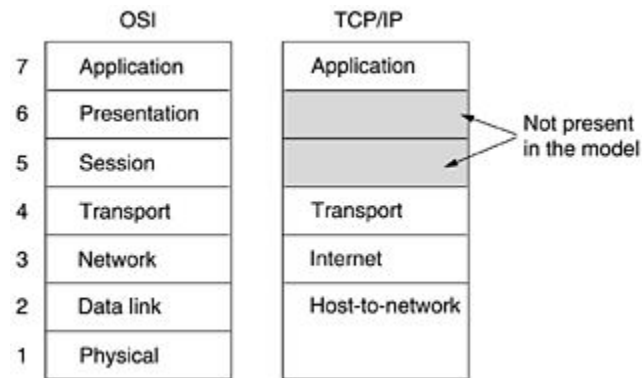 OSI TCP/IP
7 Application Application
6 Presentation
5 Session
Not present
in the model
4 Transport Transport
3 Network Internet
2 Data link Host-to-network
1 Physical